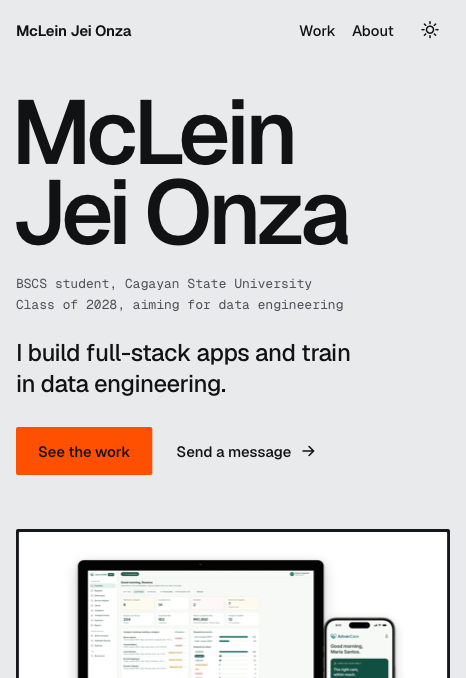 McLein Jei Onza
Work About
McLein
Jei Onza
BSCS student, Cagayan State University
Class of 2028, aiming for data engineering
I build full-stack apps and train
in data engineering.
See the work
Send a message →
Good morning,
Maria Santos.